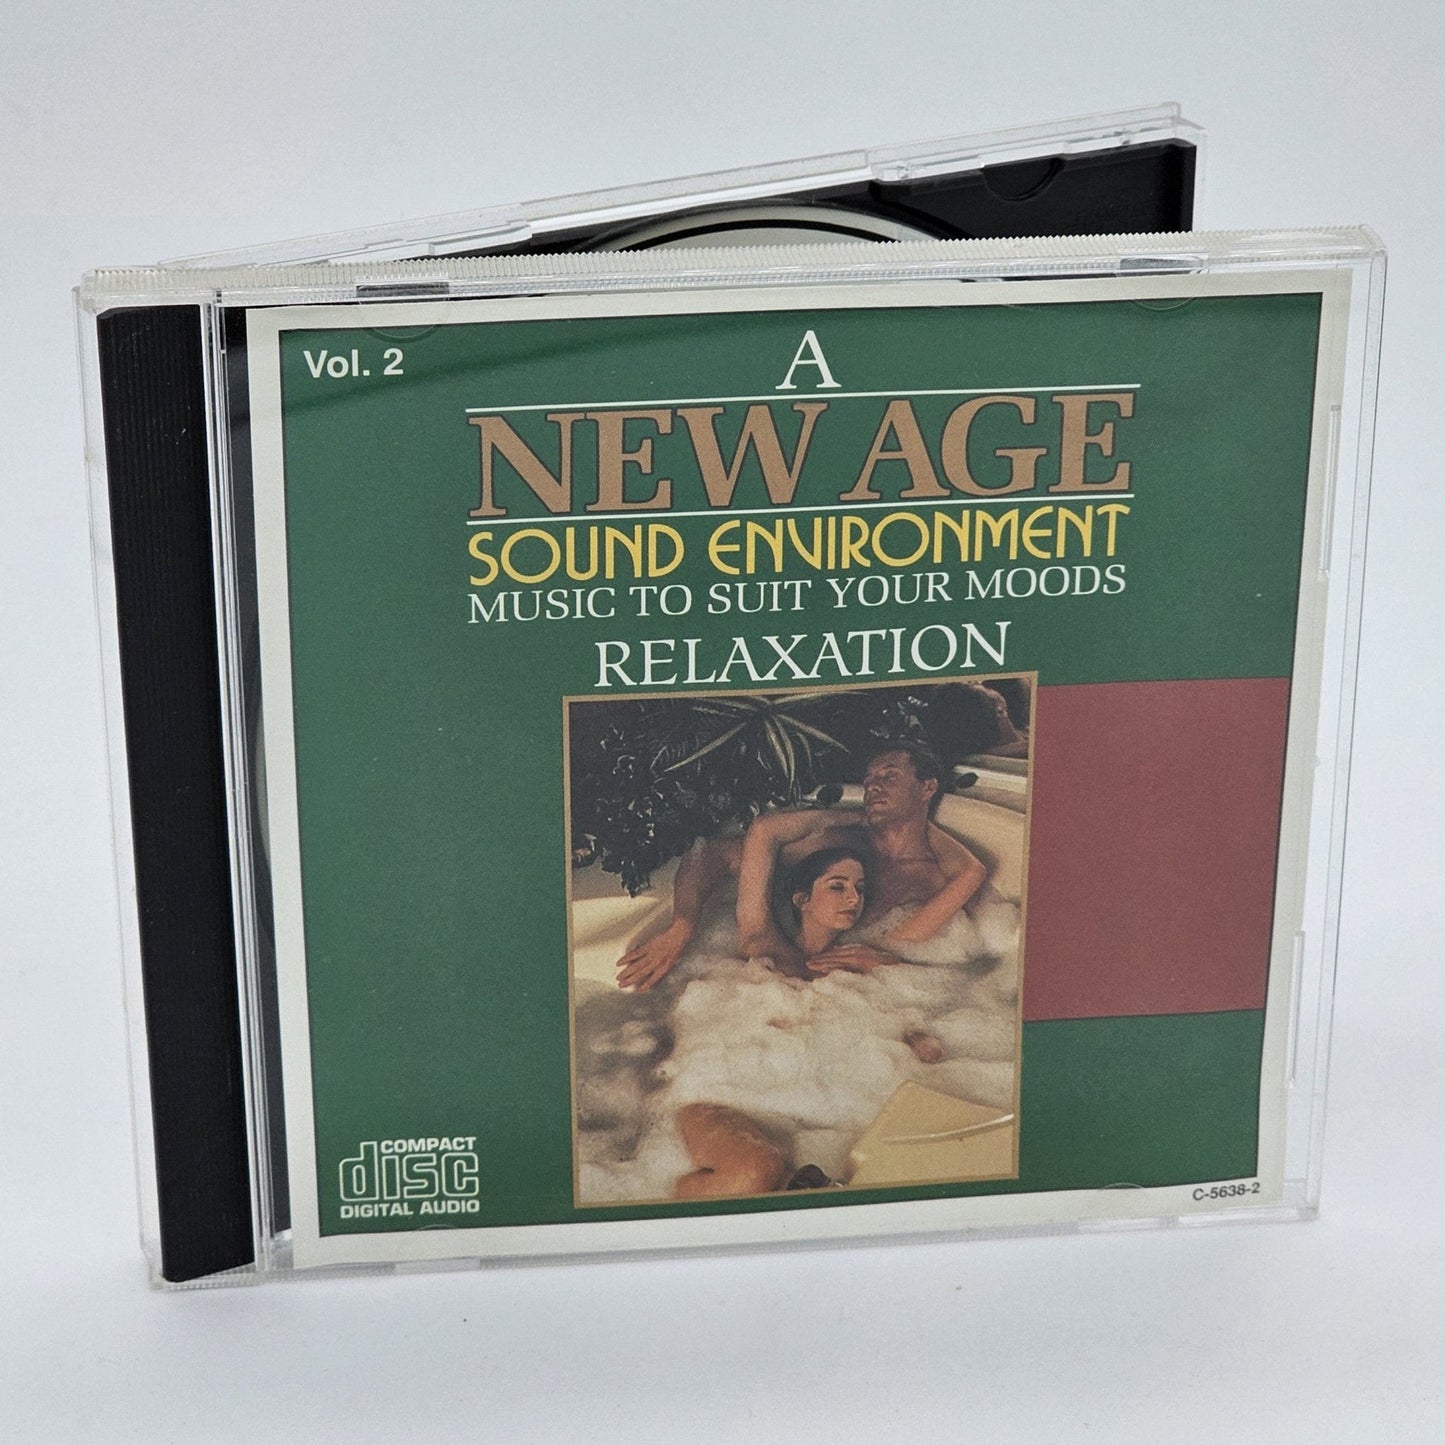 Vol. 2
A
NEW AGE
SOUND ENVIRONMENT
MUSIC TO SUIT YOUR MOODS
RELAXATION
COMPACT
disc
DIGITAL AUDIO
C-5638-2